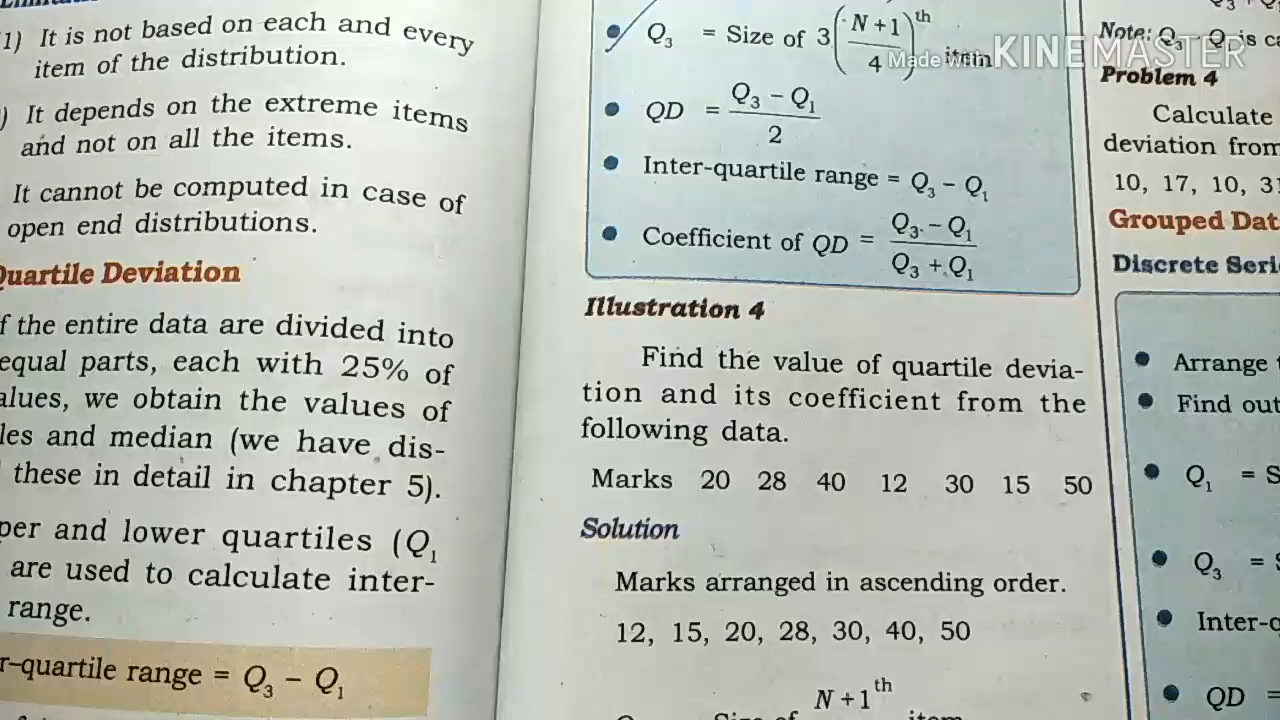 1) It is not based on each and every
item of the distribution.
) It depends on the extreme items
and not on all the items.
It cannot be computed in case of
open end distributions.
Quartile Deviation
f the entire data are divided into
equal parts, each with 25% of
alues, we obtain the values of
les and median (we have dis-
these in detail in chapter 5).
per and lower quartiles (Q₁
are used to calculate inter-
range.
r-quartile range = Q₃ − Q₁
• Q₃ = Size of 3((N+1)/4)th item
• QD = (Q₃ − Q₁)/2
• Inter-quartile range = Q₃ − Q₁
• Coefficient of QD = (Q₃ − Q₁)/(Q₃ + Q₁)
Illustration 4
Find the value of quartile devia-
tion and its coefficient from the
following data.
Marks 20 28 40 12 30 15 50
Solution
Marks arranged in ascending order.
12, 15, 20, 28, 30, 40, 50
N + 1 th
Size of item
Note: Q₃ - Q₁ is ca
Problem 4
Calculate
deviation from
10, 17, 10, 31
Grouped Dat
Discrete Seri
• Arrange
• Find out
• Q₁ = S
• Q₃ =
• Inter-q
• QD =
Made with KINEMASTER